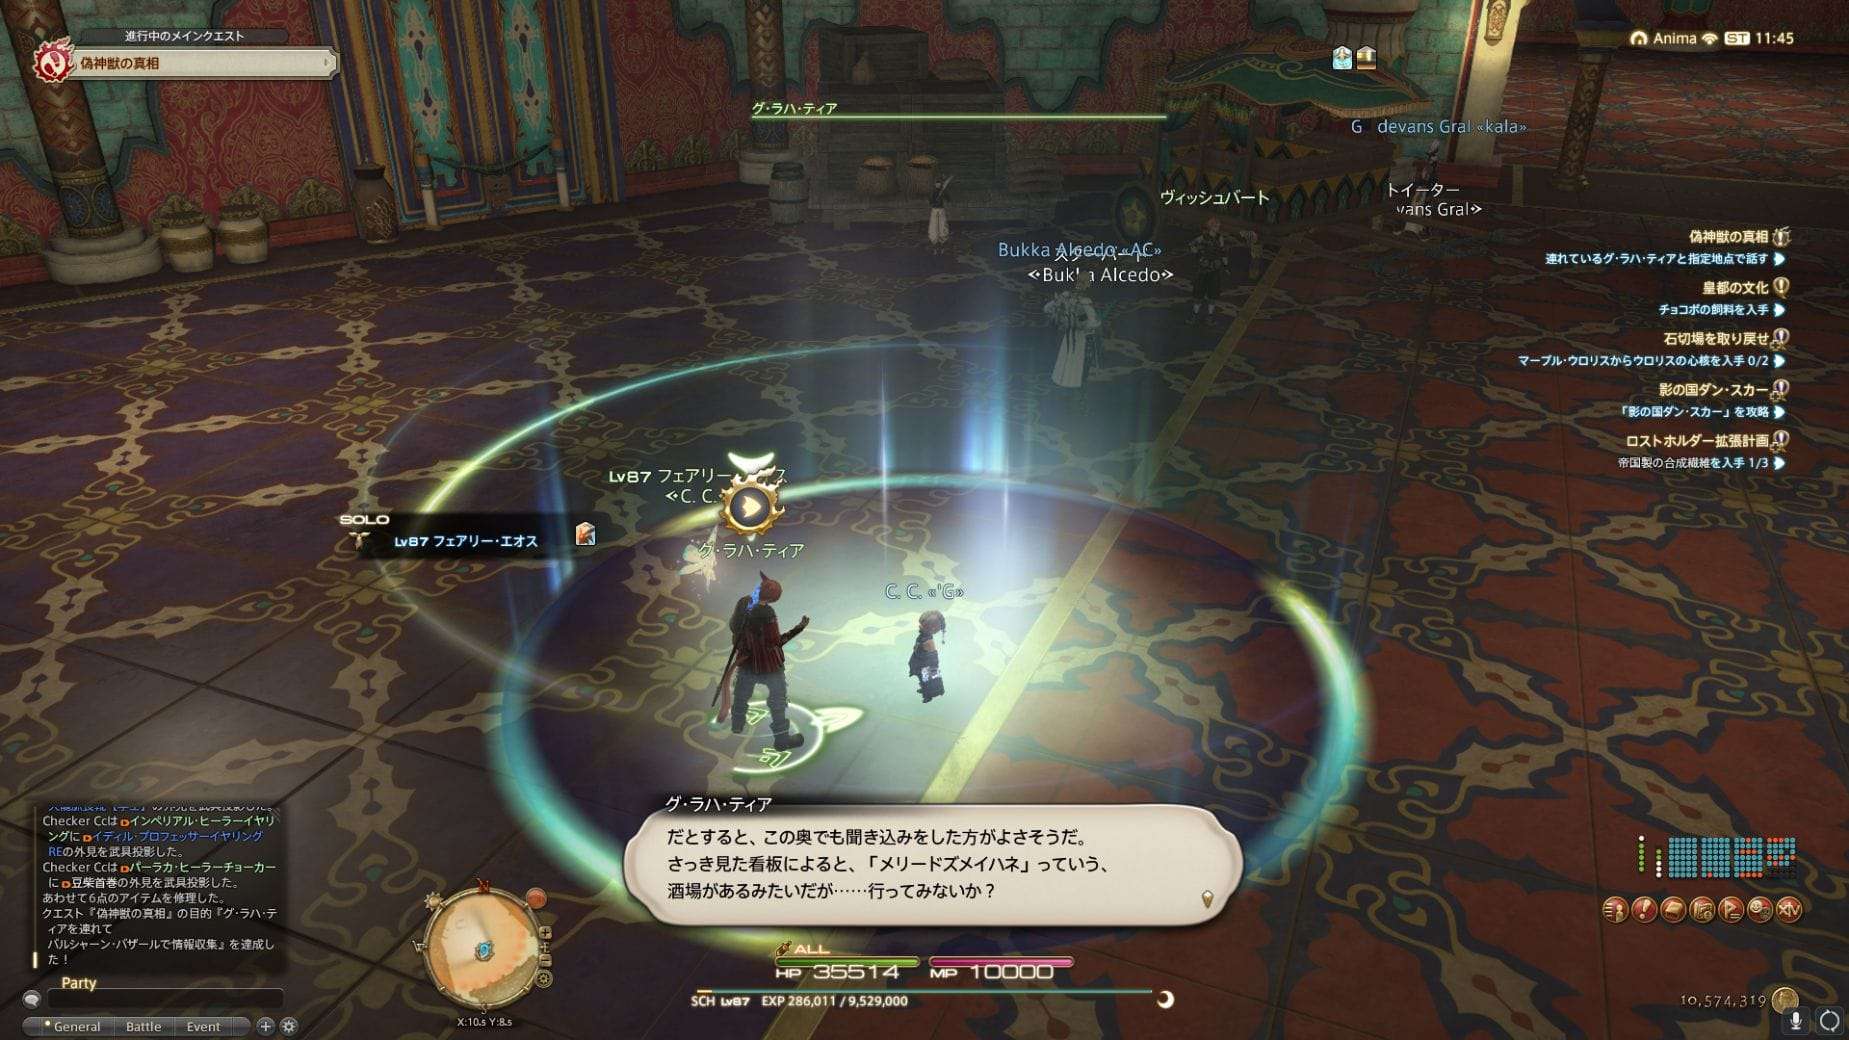 進行中のメインクエスト
偽神獣の真相
Anima ST 11:45
グ・ラハ・ティア
G devans Gral «kala»
トイーター
vans Gral
ヴィッシュバート
Bukka Alcedo «AC»
Alcedo
偽神獣の真相
連れているグ・ラハ・ティアと指定地点で話す
皇都の文化
チョコボの飼料を入手
石切場を取り戻せ
マーブル・ウロリスからウロリスの心核を入手 0/2
影の国ダン・スカー
「影の国ダン・スカー」を攻略
ロストホルダー拡張計画
帝国製の合成繊維を入手 1/3
Lv87 フェアリー
C. C.
SOLO
Lv87 フェアリー・エオス
グ・ラハ・ティア
C. C. «'G»
グ・ラハ・ティア
だとすると、この奥でも聞き込みをした方がよさそうだ。
さっき見た看板によると、「メリードズメイハネ」っていう、
酒場があるみたいだが……行ってみないか？
の外見を武具投影した。
Checker Ccは インペリアル・ヒーラーイヤリ
ングに イディル・プロフェッサーイヤリング
REの外見を武具投影した。
Checker Ccは パーラカ・ヒーラーチョーカー
に 豆柴首巻の外見を武具投影した。
あわせて6点のアイテムを修理した。
クエスト『偽神獣の真相』の目的『グ・ラハ・テ
ィアを連れて
バルシャーン・バザールで情報収集』を達成し
た！
Party
General Battle Event
N
X:10.5 Y:8.5
ALL
HP 35514 MP 10000
SCH Lv87 EXP 286,011 / 9,529,000
XIV
10,574,319